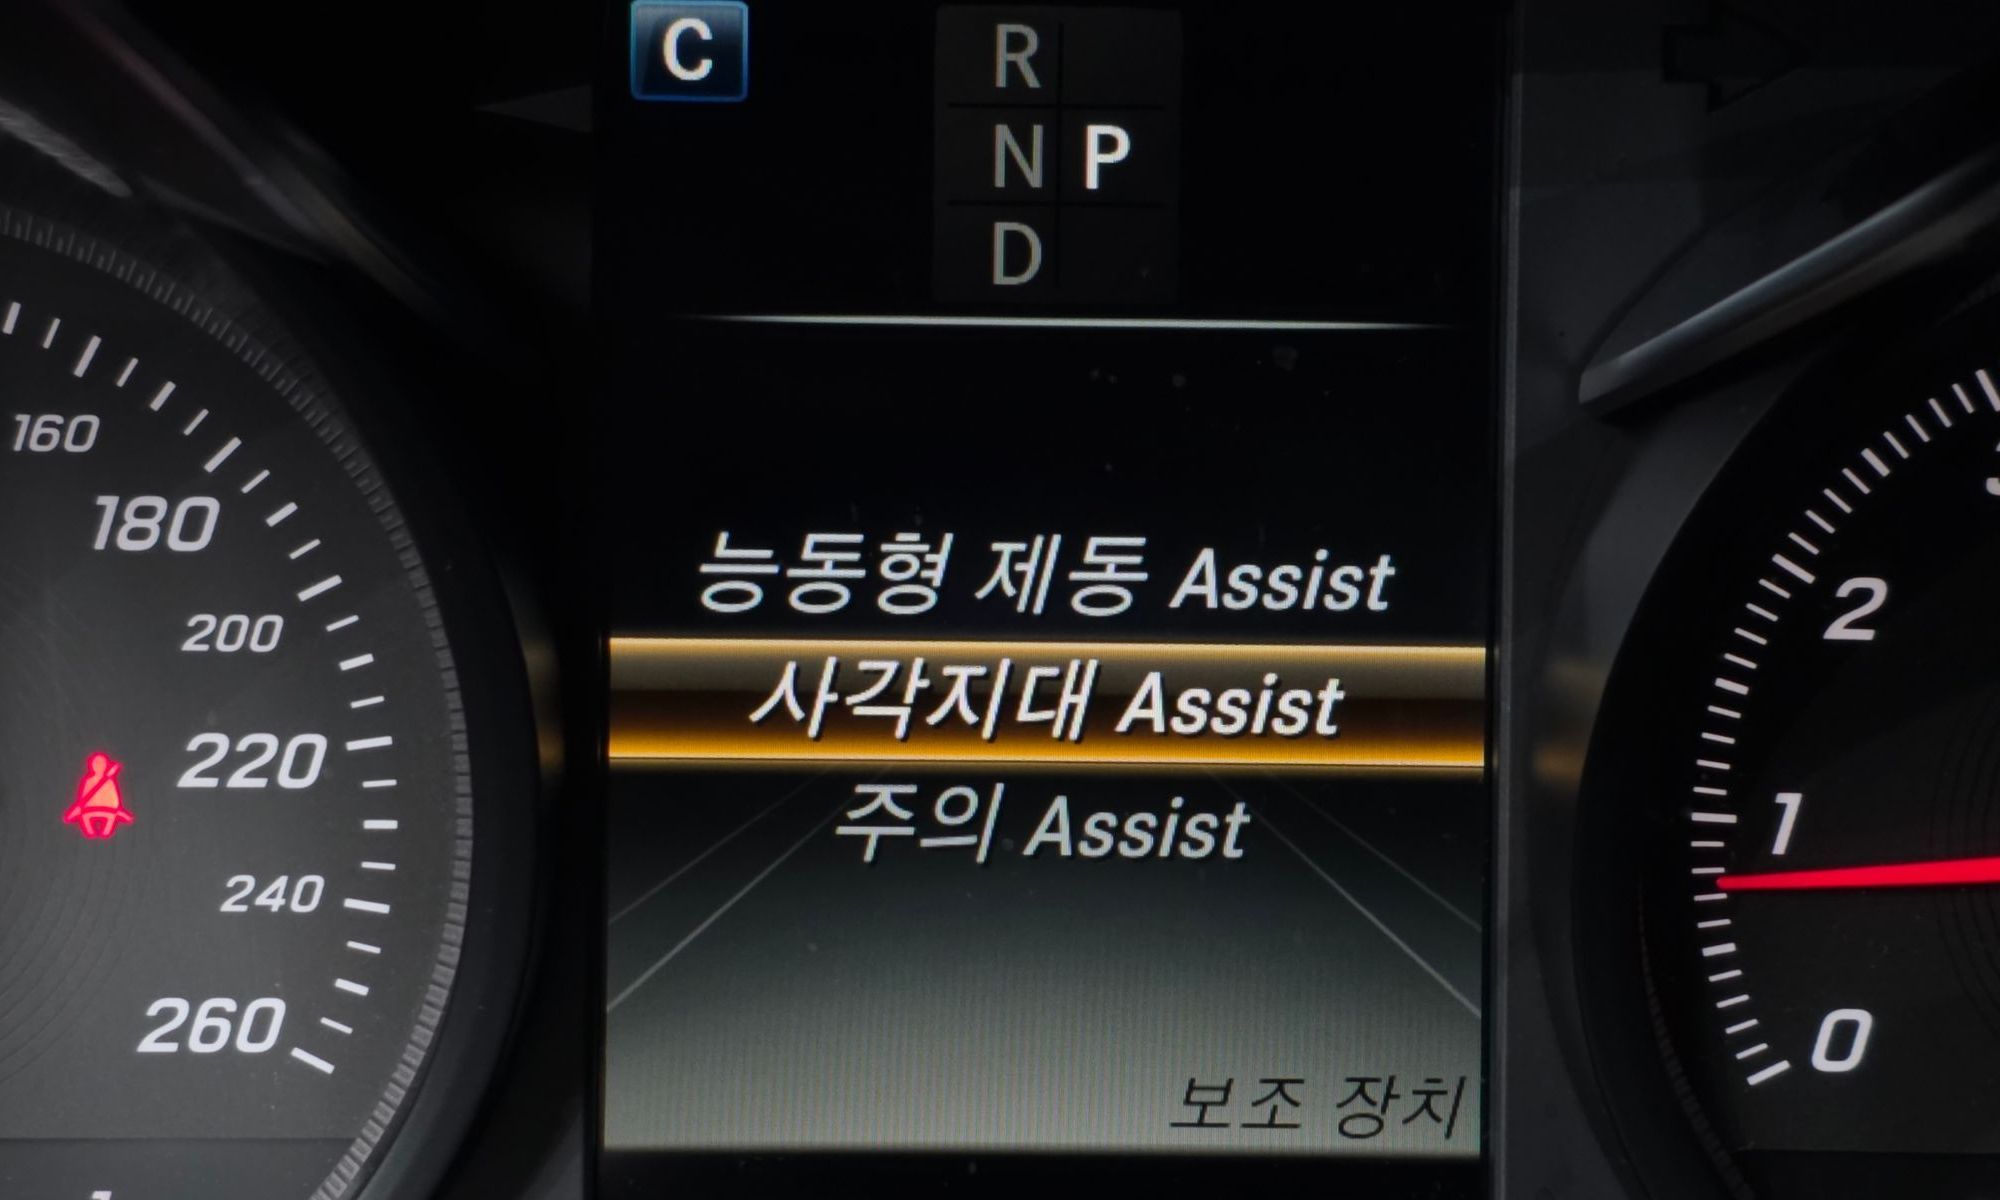 C
R
N P
D
능동형 제동 Assist
사각지대 Assist
주의 Assist
보조 장치
160
180
200
220
240
260
2
1
0